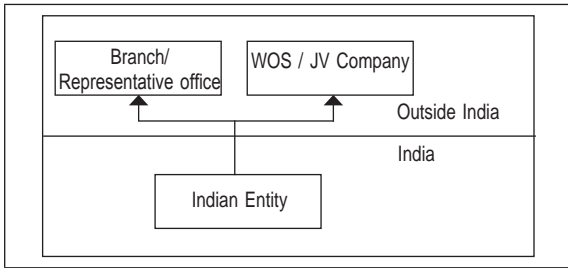 Branch/
Representative office
WOS / JV Company
Outside India
India
Indian Entity